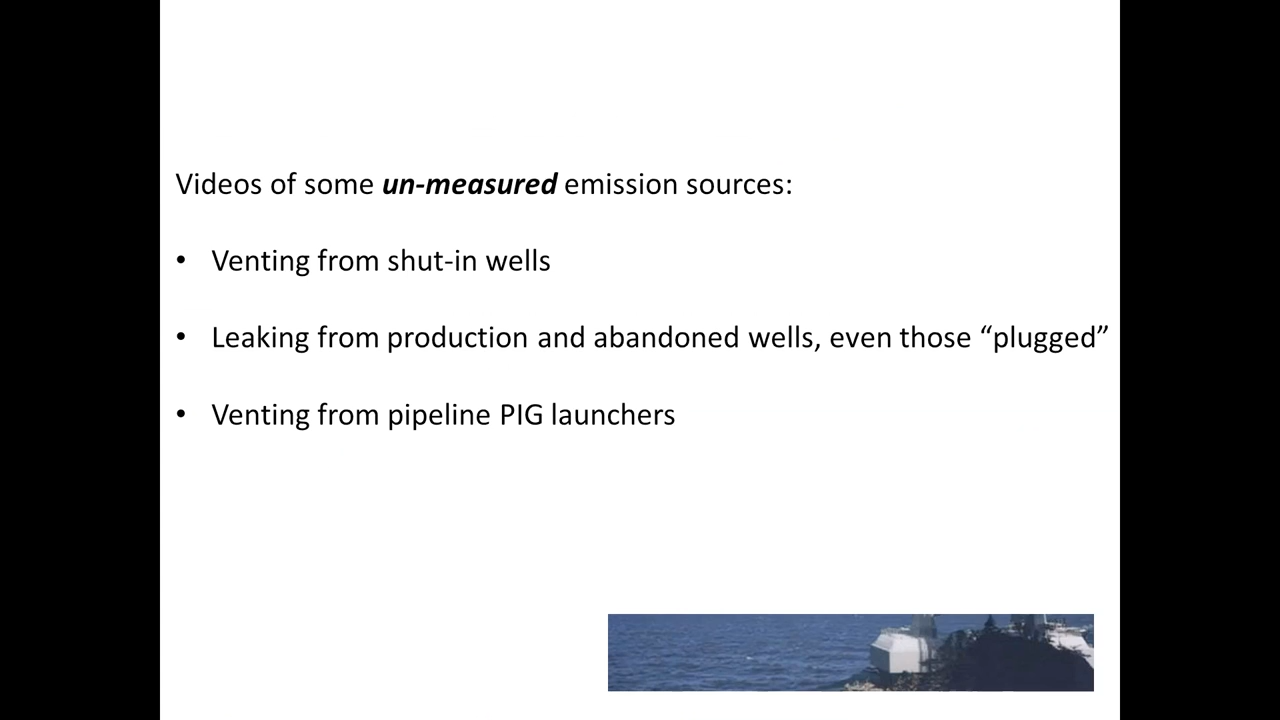 Videos of some un-measured emission sources:
• Venting from shut-in wells
• Leaking from production and abandoned wells, even those “plugged”
• Venting from pipeline PIG launchers